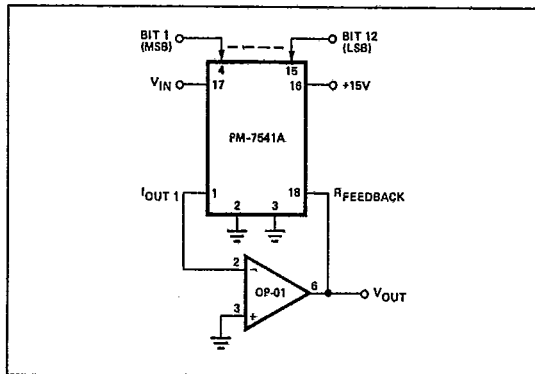 BIT 1
(MSB)
BIT 12
(LSB)
4
15
VIN
17
16
+15V
PM-7541A
IOUT 1
1
18
RFEEDBACK
2
3
2
−
OP-01
6
VOUT
3
+